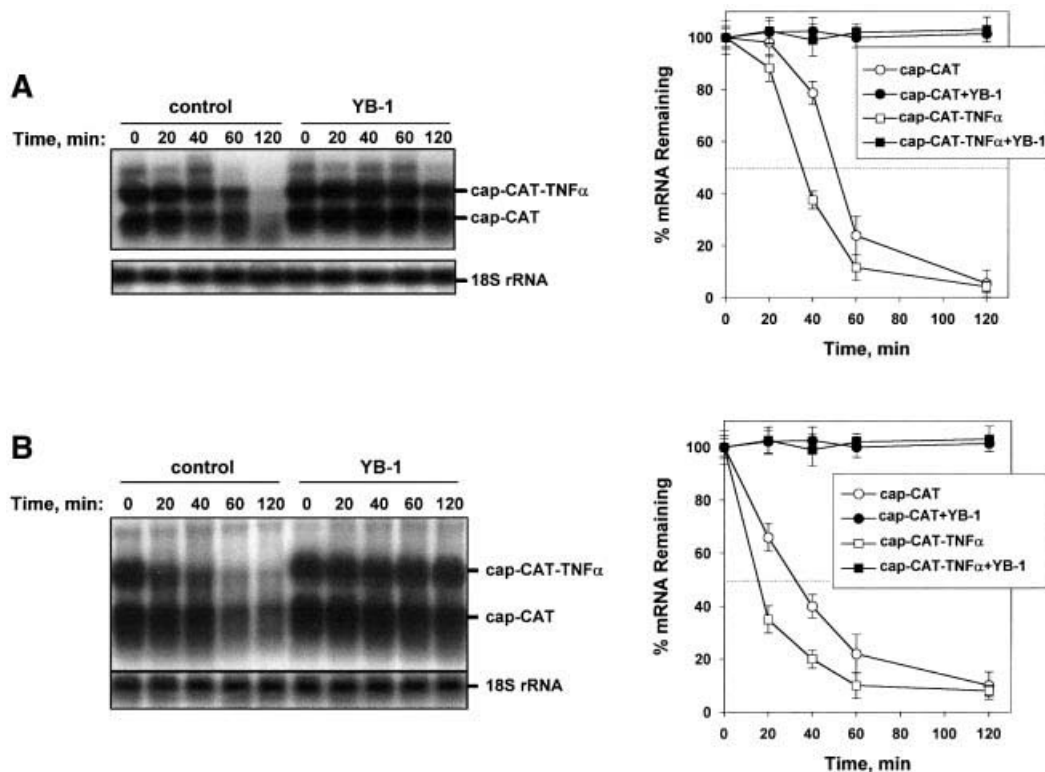 A
control YB-1
Time, min: 0 20 40 60 120 0 20 40 60 120
cap-CAT-TNFα
cap-CAT
18S rRNA
% mRNA Remaining
100
80
60
40
20
0
cap-CAT
cap-CAT+YB-1
cap-CAT-TNFα
cap-CAT-TNFα+YB-1
0 20 40 60 80 100 120
Time, min
B
control YB-1
Time, min: 0 20 40 60 120 0 20 40 60 120
cap-CAT-TNFα
cap-CAT
18S rRNA
% mRNA Remaining
100
80
60
40
20
0
cap-CAT
cap-CAT+YB-1
cap-CAT-TNFα
cap-CAT-TNFα+YB-1
0 20 40 60 80 100 120
Time, min